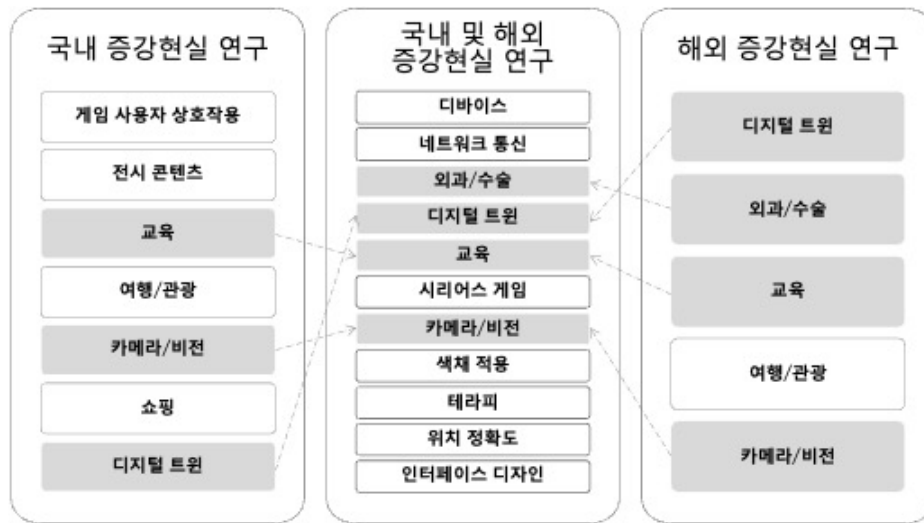 국내 증강현실 연구
게임 사용자 상호작용
전시 콘텐츠
교육
여행/관광
카메라/비전
쇼핑
디지털 트윈
국내 및 해외
증강현실 연구
디바이스
네트워크 통신
외과/수술
디지털 트윈
교육
시리어스 게임
카메라/비전
색채 적용
테라피
위치 정확도
인터페이스 디자인
해외 증강현실 연구
디지털 트윈
외과/수술
교육
여행/관광
카메라/비전